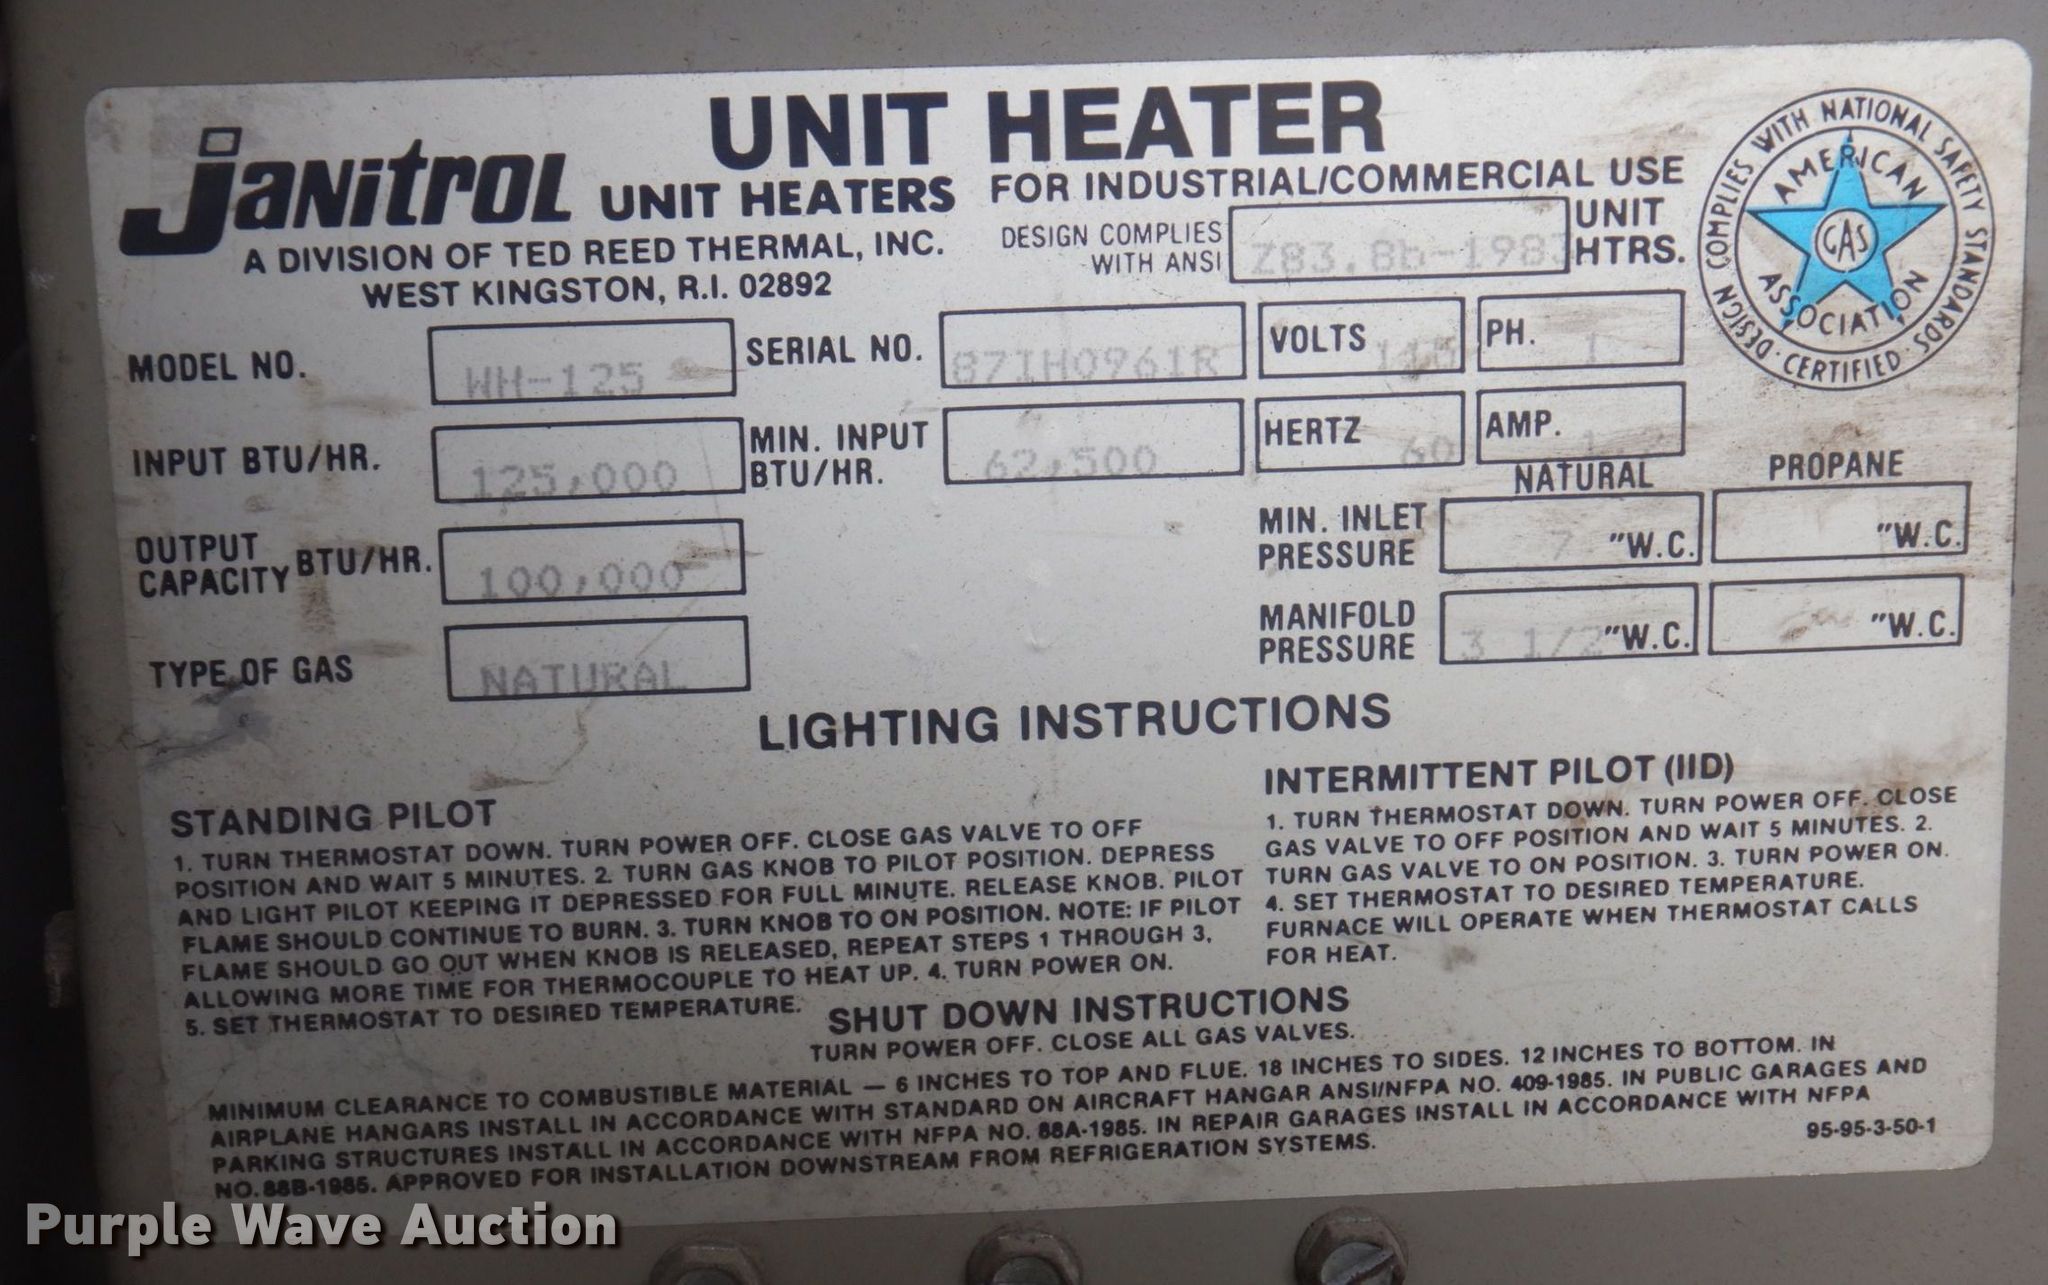 UNIT HEATER
Janitrol UNIT HEATERS
FOR INDUSTRIAL/COMMERCIAL USE
A DIVISION OF TED REED THERMAL, INC.
WEST KINGSTON, R.I. 02892
DESIGN COMPLIES
WITH ANSI
Z83.8b-1983
UNIT
HTRS.
DESIGN COMPLIES WITH NATIONAL SAFETY STANDARDS · CERTIFIED ·
AMERICAN
GAS
ASSOCIATION
MODEL NO. WH-125
SERIAL NO. 87IH0961R
VOLTS 115
PH. 1
INPUT BTU/HR. 125,000
MIN. INPUT
BTU/HR. 62,500
HERTZ 60
AMP.
OUTPUT
CAPACITY BTU/HR. 100,000
TYPE OF GAS NATURAL
NATURAL PROPANE
MIN. INLET
PRESSURE 7 "W.C. "W.C.
MANIFOLD
PRESSURE 3 1/2 "W.C. "W.C.
LIGHTING INSTRUCTIONS
STANDING PILOT
1. TURN THERMOSTAT DOWN. TURN POWER OFF. CLOSE GAS VALVE TO OFF
POSITION AND WAIT 5 MINUTES. 2. TURN GAS KNOB TO PILOT POSITION. DEPRESS
AND LIGHT PILOT KEEPING IT DEPRESSED FOR FULL MINUTE. RELEASE KNOB. PILOT
FLAME SHOULD CONTINUE TO BURN. 3. TURN KNOB TO ON POSITION. NOTE: IF PILOT
FLAME SHOULD GO OUT WHEN KNOB IS RELEASED, REPEAT STEPS 1 THROUGH 3,
ALLOWING MORE TIME FOR THERMOCOUPLE TO HEAT UP. 4. TURN POWER ON.
5. SET THERMOSTAT TO DESIRED TEMPERATURE.
INTERMITTENT PILOT (IID)
1. TURN THERMOSTAT DOWN. TURN POWER OFF. CLOSE
GAS VALVE TO OFF POSITION AND WAIT 5 MINUTES. 2.
TURN GAS VALVE TO ON POSITION. 3. TURN POWER ON.
4. SET THERMOSTAT TO DESIRED TEMPERATURE.
FURNACE WILL OPERATE WHEN THERMOSTAT CALLS
FOR HEAT.
SHUT DOWN INSTRUCTIONS
TURN POWER OFF. CLOSE ALL GAS VALVES.
MINIMUM CLEARANCE TO COMBUSTIBLE MATERIAL — 6 INCHES TO TOP AND FLUE. 18 INCHES TO SIDES. 12 INCHES TO BOTTOM. IN
AIRPLANE HANGARS INSTALL IN ACCORDANCE WITH STANDARD ON AIRCRAFT HANGAR ANSI/NFPA NO. 409-1985. IN PUBLIC GARAGES AND
PARKING STRUCTURES INSTALL IN ACCORDANCE WITH NFPA NO. 88A-1985. IN REPAIR GARAGES INSTALL IN ACCORDANCE WITH NFPA
NO. 88B-1985. APPROVED FOR INSTALLATION DOWNSTREAM FROM REFRIGERATION SYSTEMS.
95-95-3-50-1
Purple Wave Auction